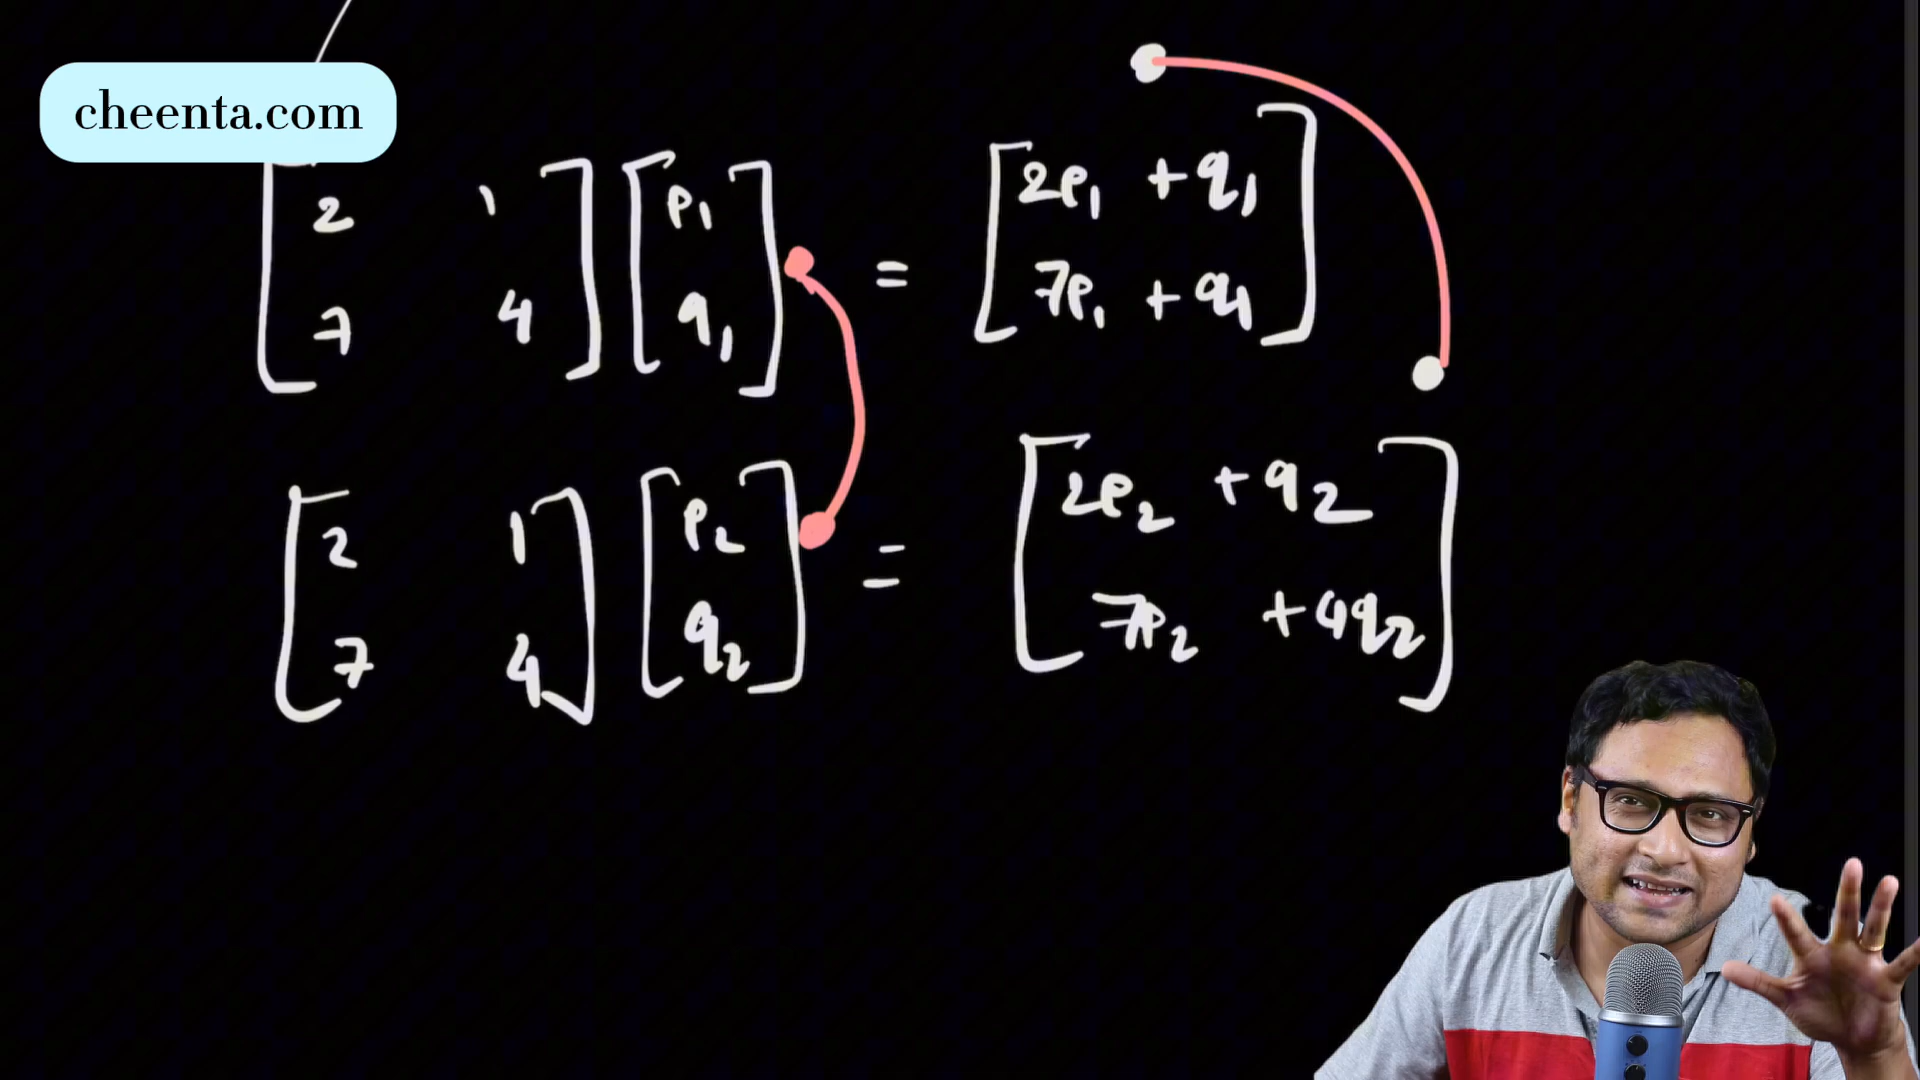 cheenta.com
[2 1] [p₁] = [2p₁ + q₁]
[7 4] [q₁] [7p₁ + q₁]
[2 1] [p₂] = [2p₂ + q₂]
[7 4] [q₂] [7p₂ + 4q₂]